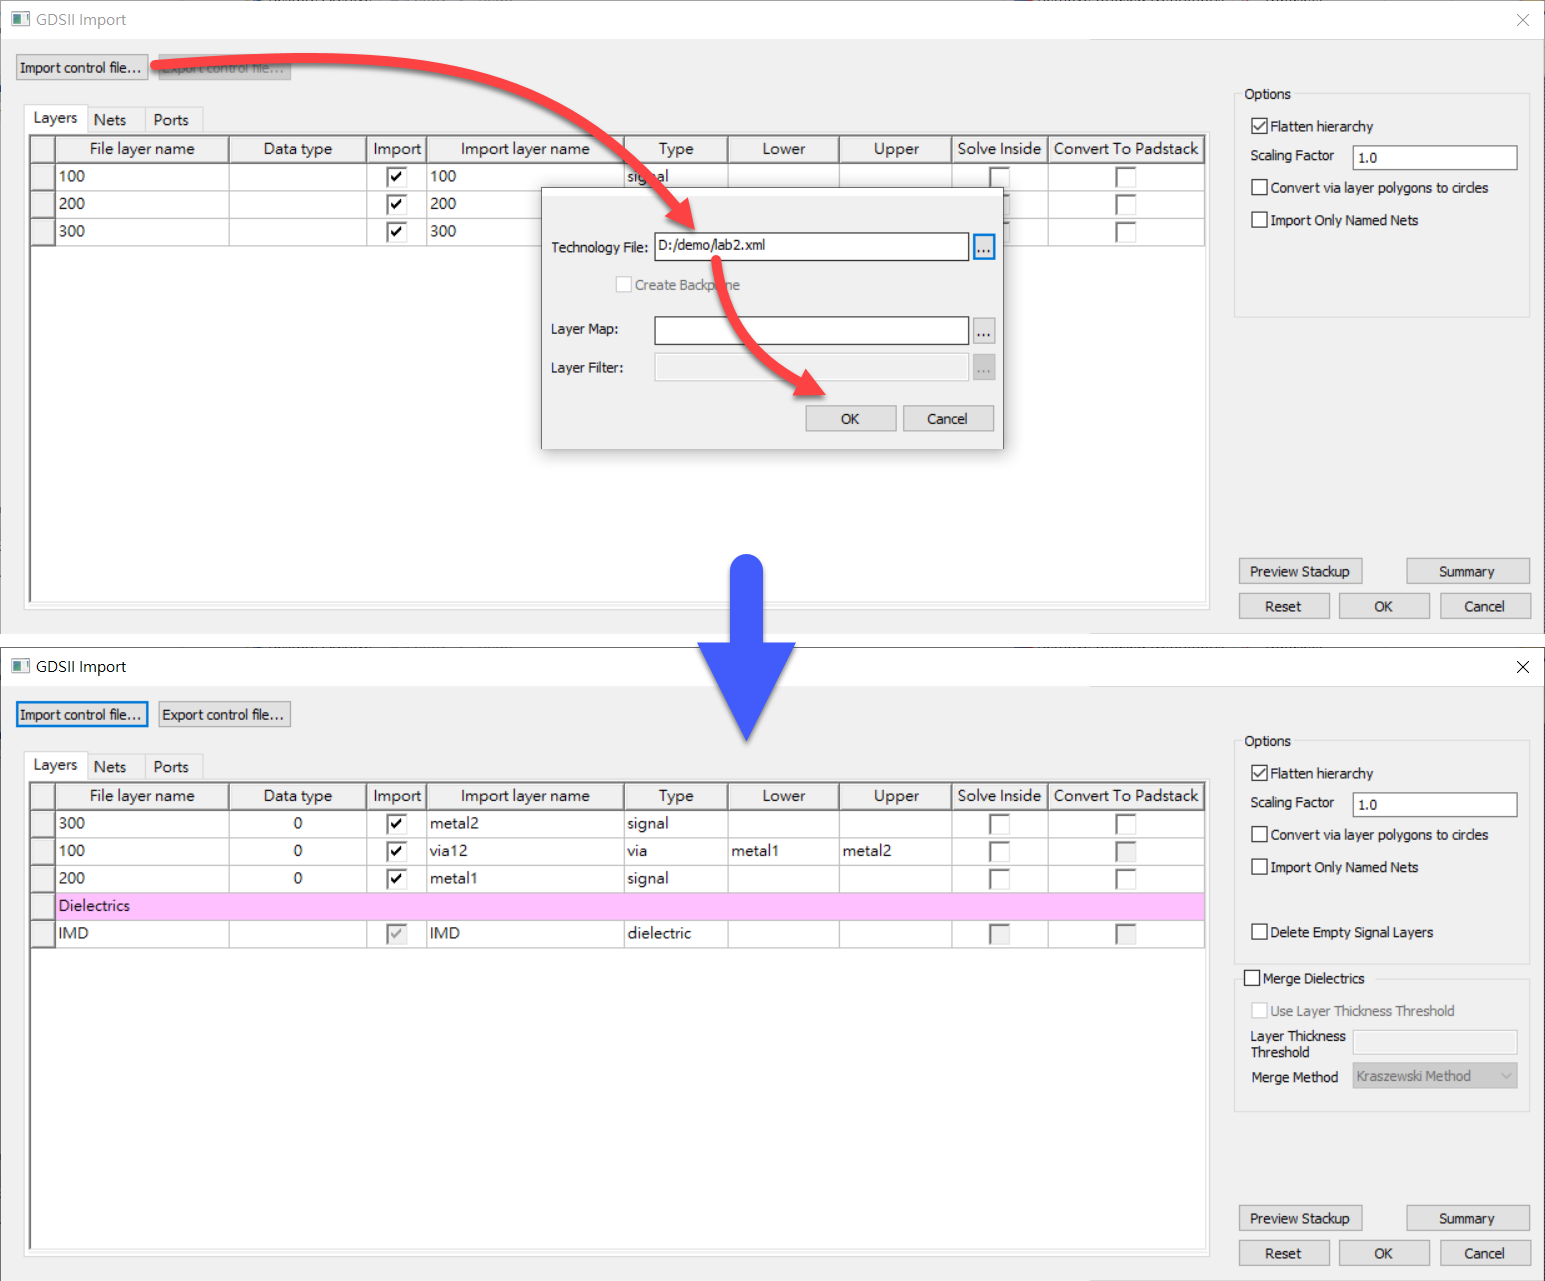 GDSII Import
Import control file... Export control file...
Layers Nets Ports
File layer name Data type Import Import layer name Type Lower Upper Solve Inside Convert To Padstack
100 100 signal
200 200
300 300
Technology File: D:/demo/lab2.xml ...
Create Backplane
Layer Map: ...
Layer Filter: ...
OK Cancel
Options
Flatten hierarchy
Scaling Factor 1.0
Convert via layer polygons to circles
Import Only Named Nets
Preview Stackup Summary
Reset OK Cancel
GDSII Import
Import control file... Export control file...
Layers Nets Ports
File layer name Data type Import Import layer name Type Lower Upper Solve Inside Convert To Padstack
300 0 metal2 signal
100 0 via12 via metal1 metal2
200 0 metal1 signal
Dielectrics
IMD IMD dielectric
Options
Flatten hierarchy
Scaling Factor 1.0
Convert via layer polygons to circles
Import Only Named Nets
Delete Empty Signal Layers
Merge Dielectrics
Use Layer Thickness Threshold
Layer Thickness
Threshold
Merge Method Kraszewski Method
Preview Stackup Summary
Reset OK Cancel